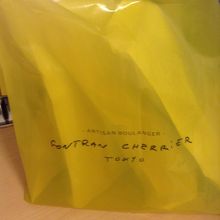 - ARTISAN BOULANGER -
GONTRAN CHERRIER
TOKYO